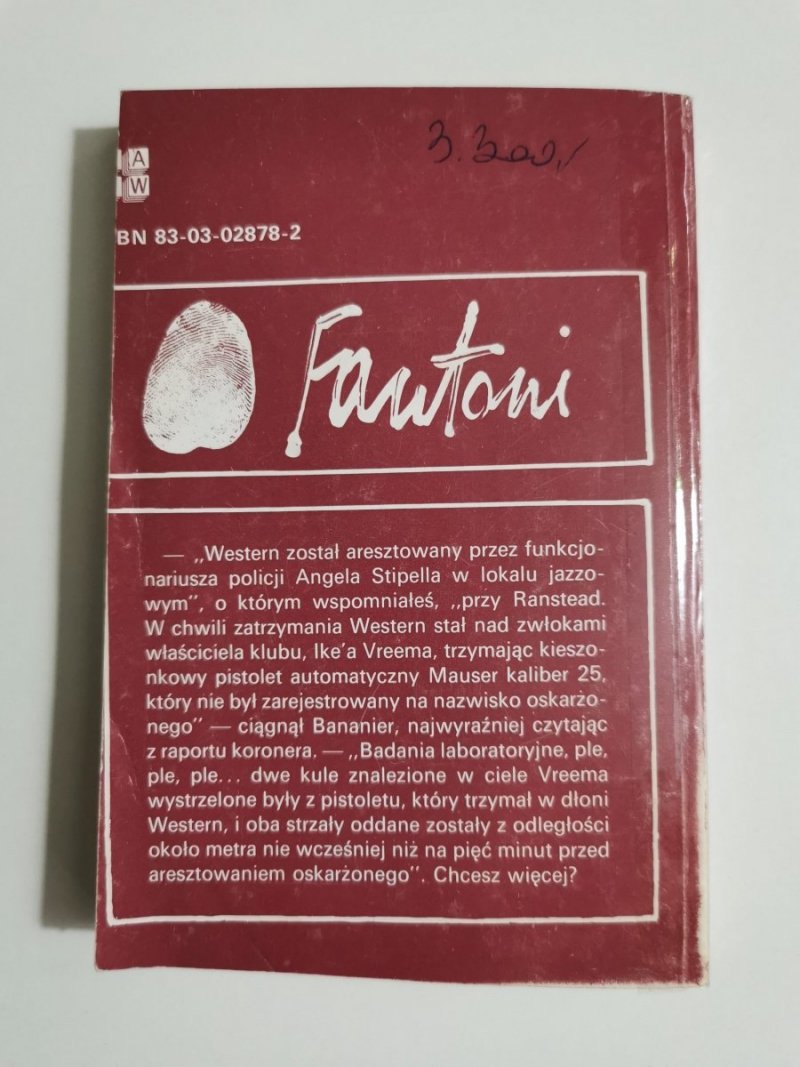 3.200,/
A
W
BN 83-03-02878-2
Fantoni
— „Western został aresztowany przez funkcjo-
nariusza policji Angela Stipella w lokalu jazzo-
wym", o którym wspomniałeś, „przy Ranstead.
W chwili zatrzymania Western stał nad zwłokami
właściciela klubu, Ike'a Vreema, trzymając kieszo-
nkowy pistolet automatyczny Mauser kaliber 25,
który nie był zarejestrowany na nazwisko oskarżo-
nego" — ciągnął Bananier, najwyraźniej czytając
z raportu koronera. — „Badania laboratoryjne, ple,
ple, ple... dwe kule znalezione w ciele Vreema
wystrzelone były z pistoletu, który trzymał w dłoni
Western, i oba strzały oddane zostały z odległości
około metra nie wcześniej niż na pięć minut przed
aresztowaniem oskarżonego". Chcesz więcej?